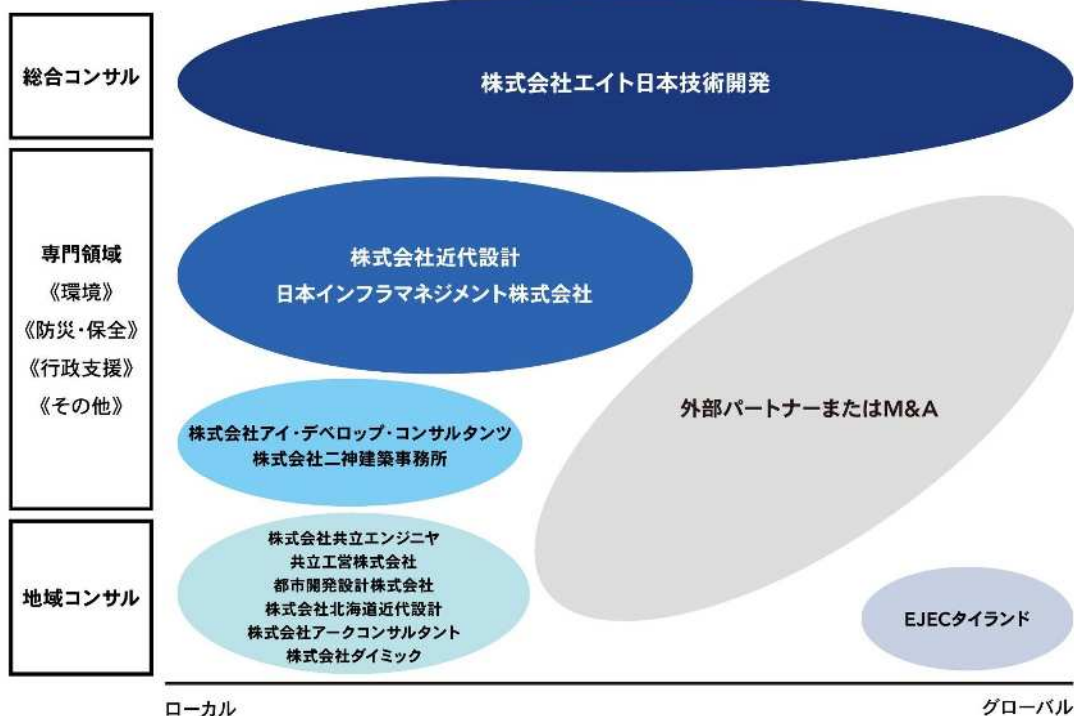 総合コンサル
株式会社エイト日本技術開発
専門領域
《環境》
《防災・保全》
《行政支援》
《その他》
株式会社近代設計
日本インフラマネジメント株式会社
外部パートナーまたはM&A
株式会社アイ・デベロップ・コンサルタンツ
株式会社二神建築事務所
地域コンサル
株式会社共立エンジニヤ
共立工営株式会社
都市開発設計株式会社
株式会社北海道近代設計
株式会社アークコンサルタント
株式会社ダイミック
EJECタイランド
ローカル
グローバル